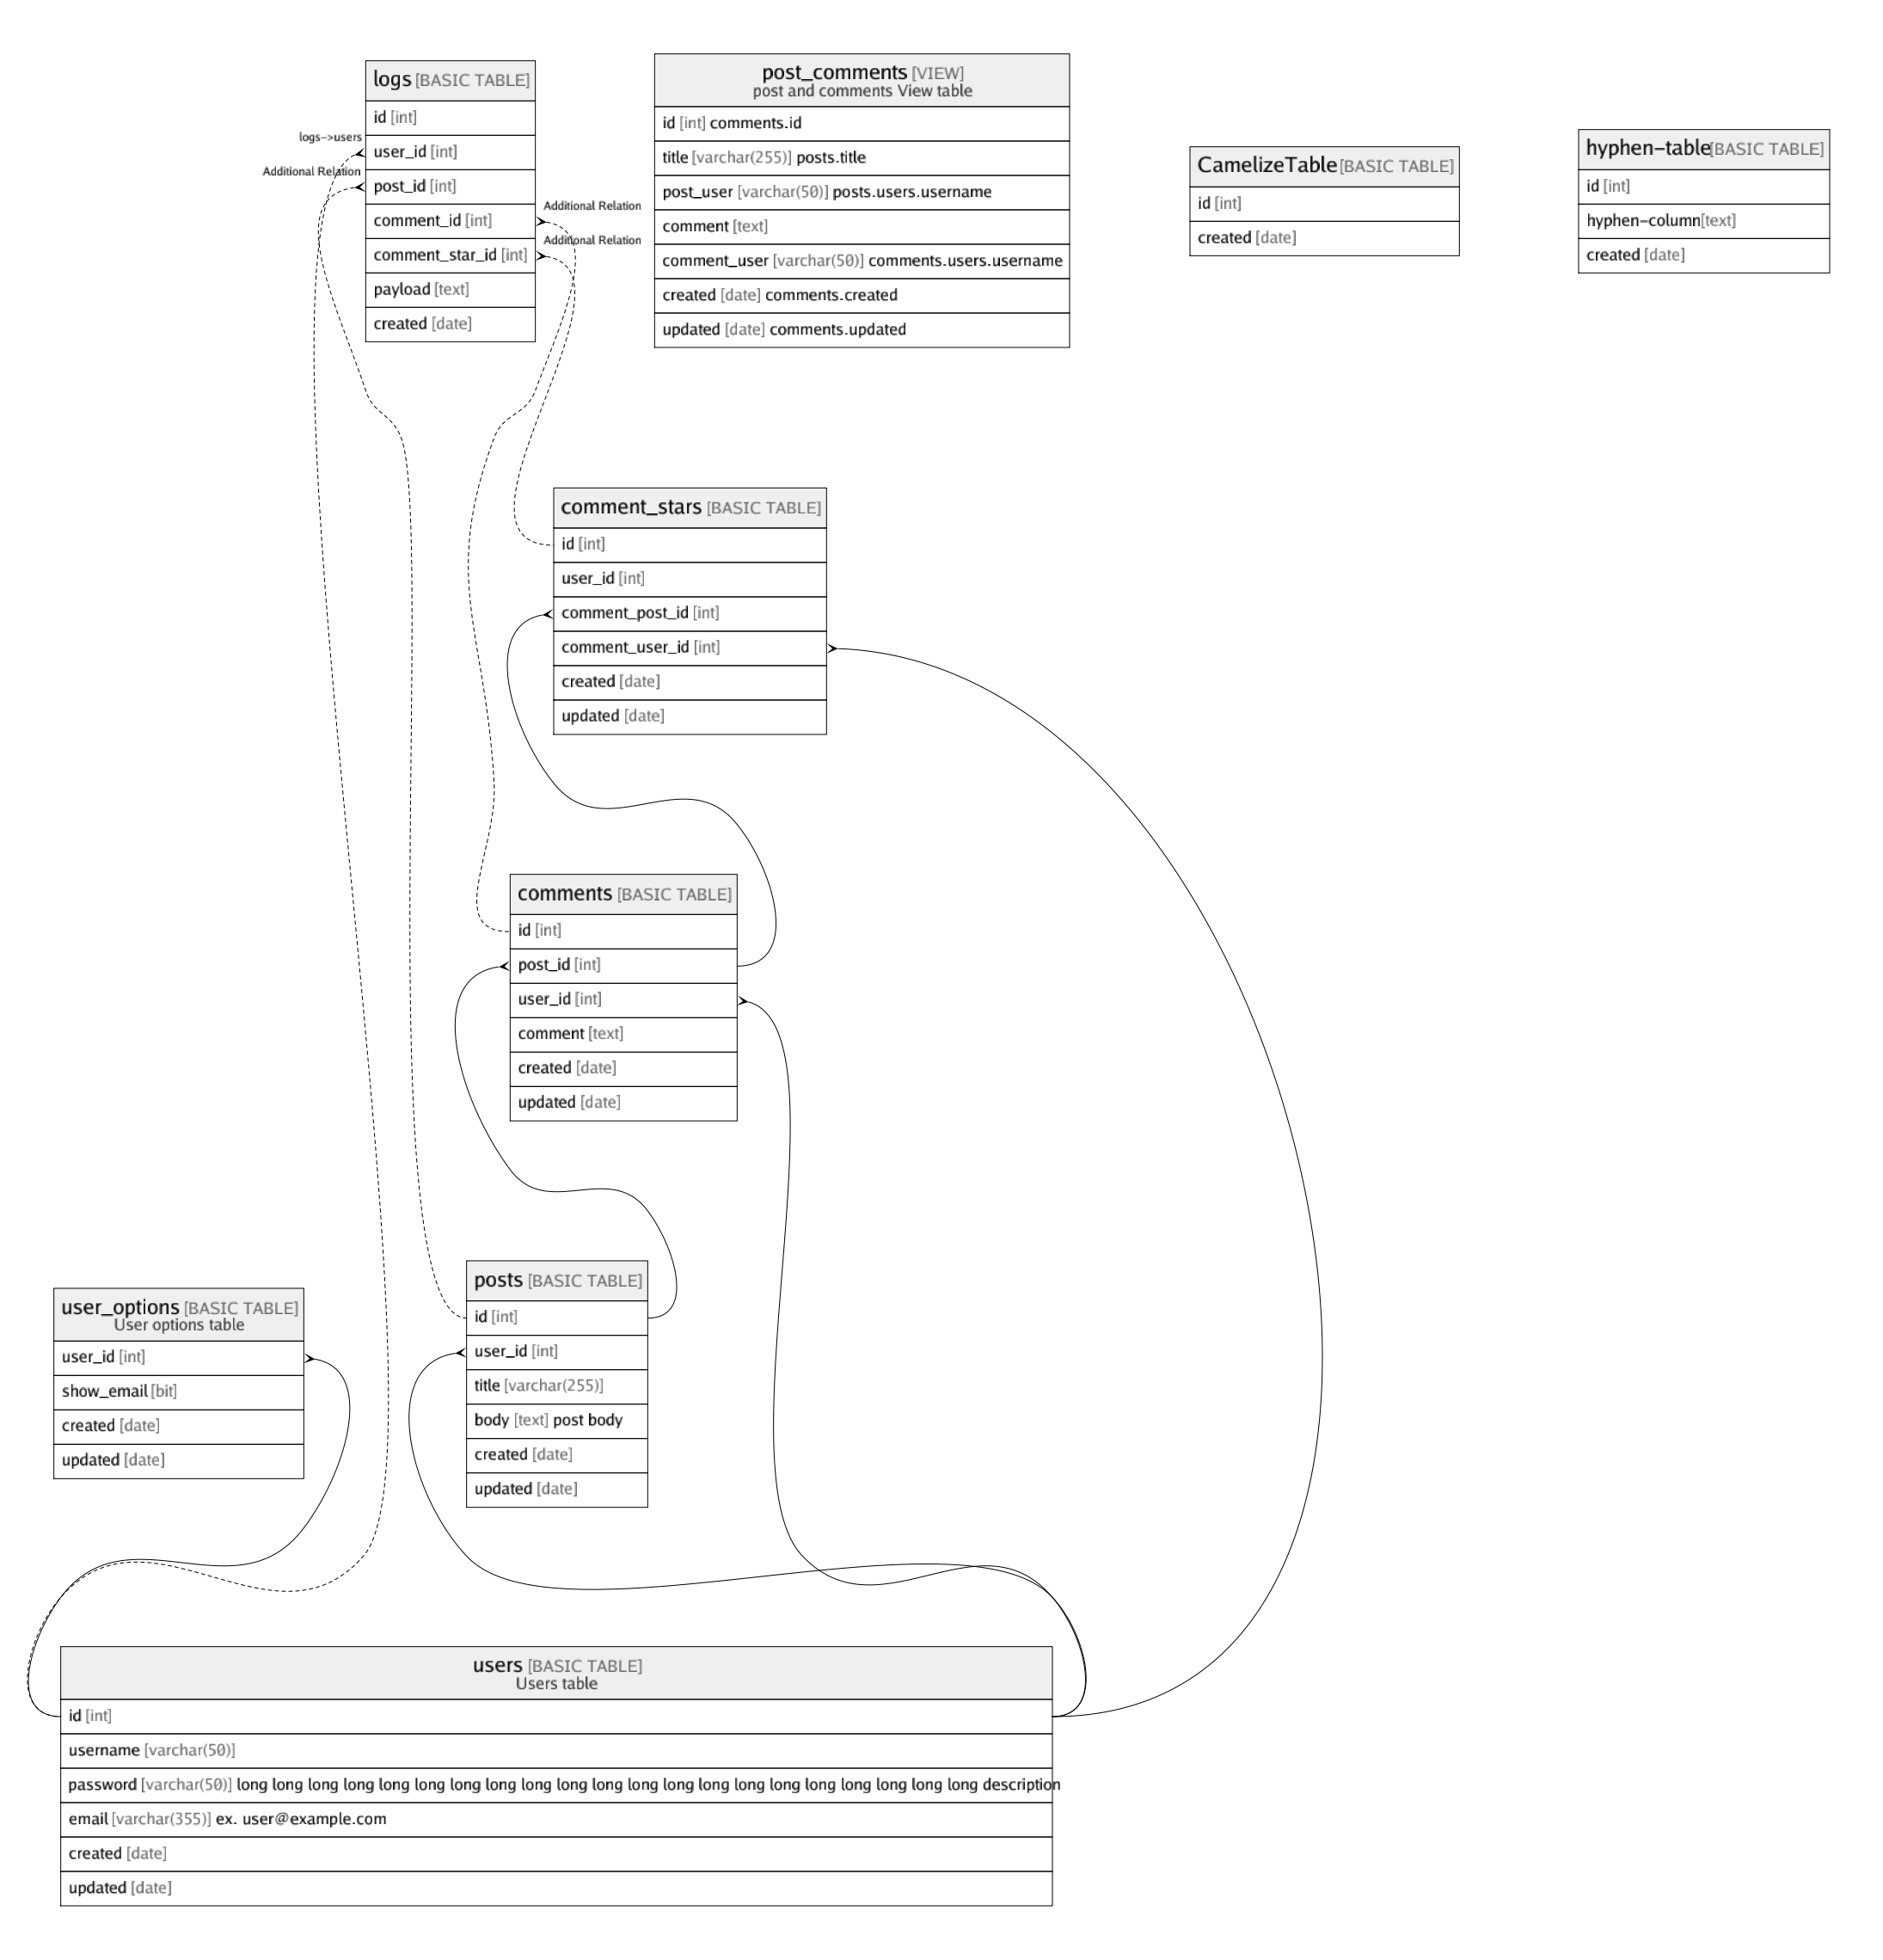 logs [BASIC TABLE]
id [int]
logs->users
user_id [int]
Additional Relation
post_id [int]
comment_id [int]
Additional Relation
comment_star_id [int]
Additional Relation
payload [text]
created [date]
post_comments [VIEW]
post and comments View table
id [int] comments.id
title [varchar(255)] posts.title
post_user [varchar(50)] posts.users.username
comment [text]
comment_user [varchar(50)] comments.users.username
created [date] comments.created
updated [date] comments.updated
CamelizeTable [BASIC TABLE]
id [int]
created [date]
hyphen-table [BASIC TABLE]
id [int]
hyphen-column [text]
created [date]
comment_stars [BASIC TABLE]
id [int]
user_id [int]
comment_post_id [int]
comment_user_id [int]
created [date]
updated [date]
comments [BASIC TABLE]
id [int]
post_id [int]
user_id [int]
comment [text]
created [date]
updated [date]
posts [BASIC TABLE]
id [int]
user_id [int]
title [varchar(255)]
body [text] post body
created [date]
updated [date]
user_options [BASIC TABLE]
User options table
user_id [int]
show_email [bit]
created [date]
updated [date]
users [BASIC TABLE]
Users table
id [int]
username [varchar(50)]
password [varchar(50)] long long long long long long long long long long long long long long long long long long long long long description
email [varchar(355)] ex. user@example.com
created [date]
updated [date]